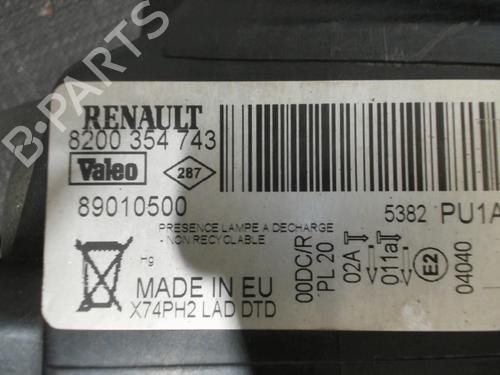 RENAULT
8200 354 743
Valeo
287
89010500
5382 PU1A
PRESENCE LAMPE A DECHARGE
- NON RECYCLABLE
Hg
MADE IN EU
X74PH2 LAD DTD
00DC/R
PL 20
02A
011a
E2
04040
B-PARTS